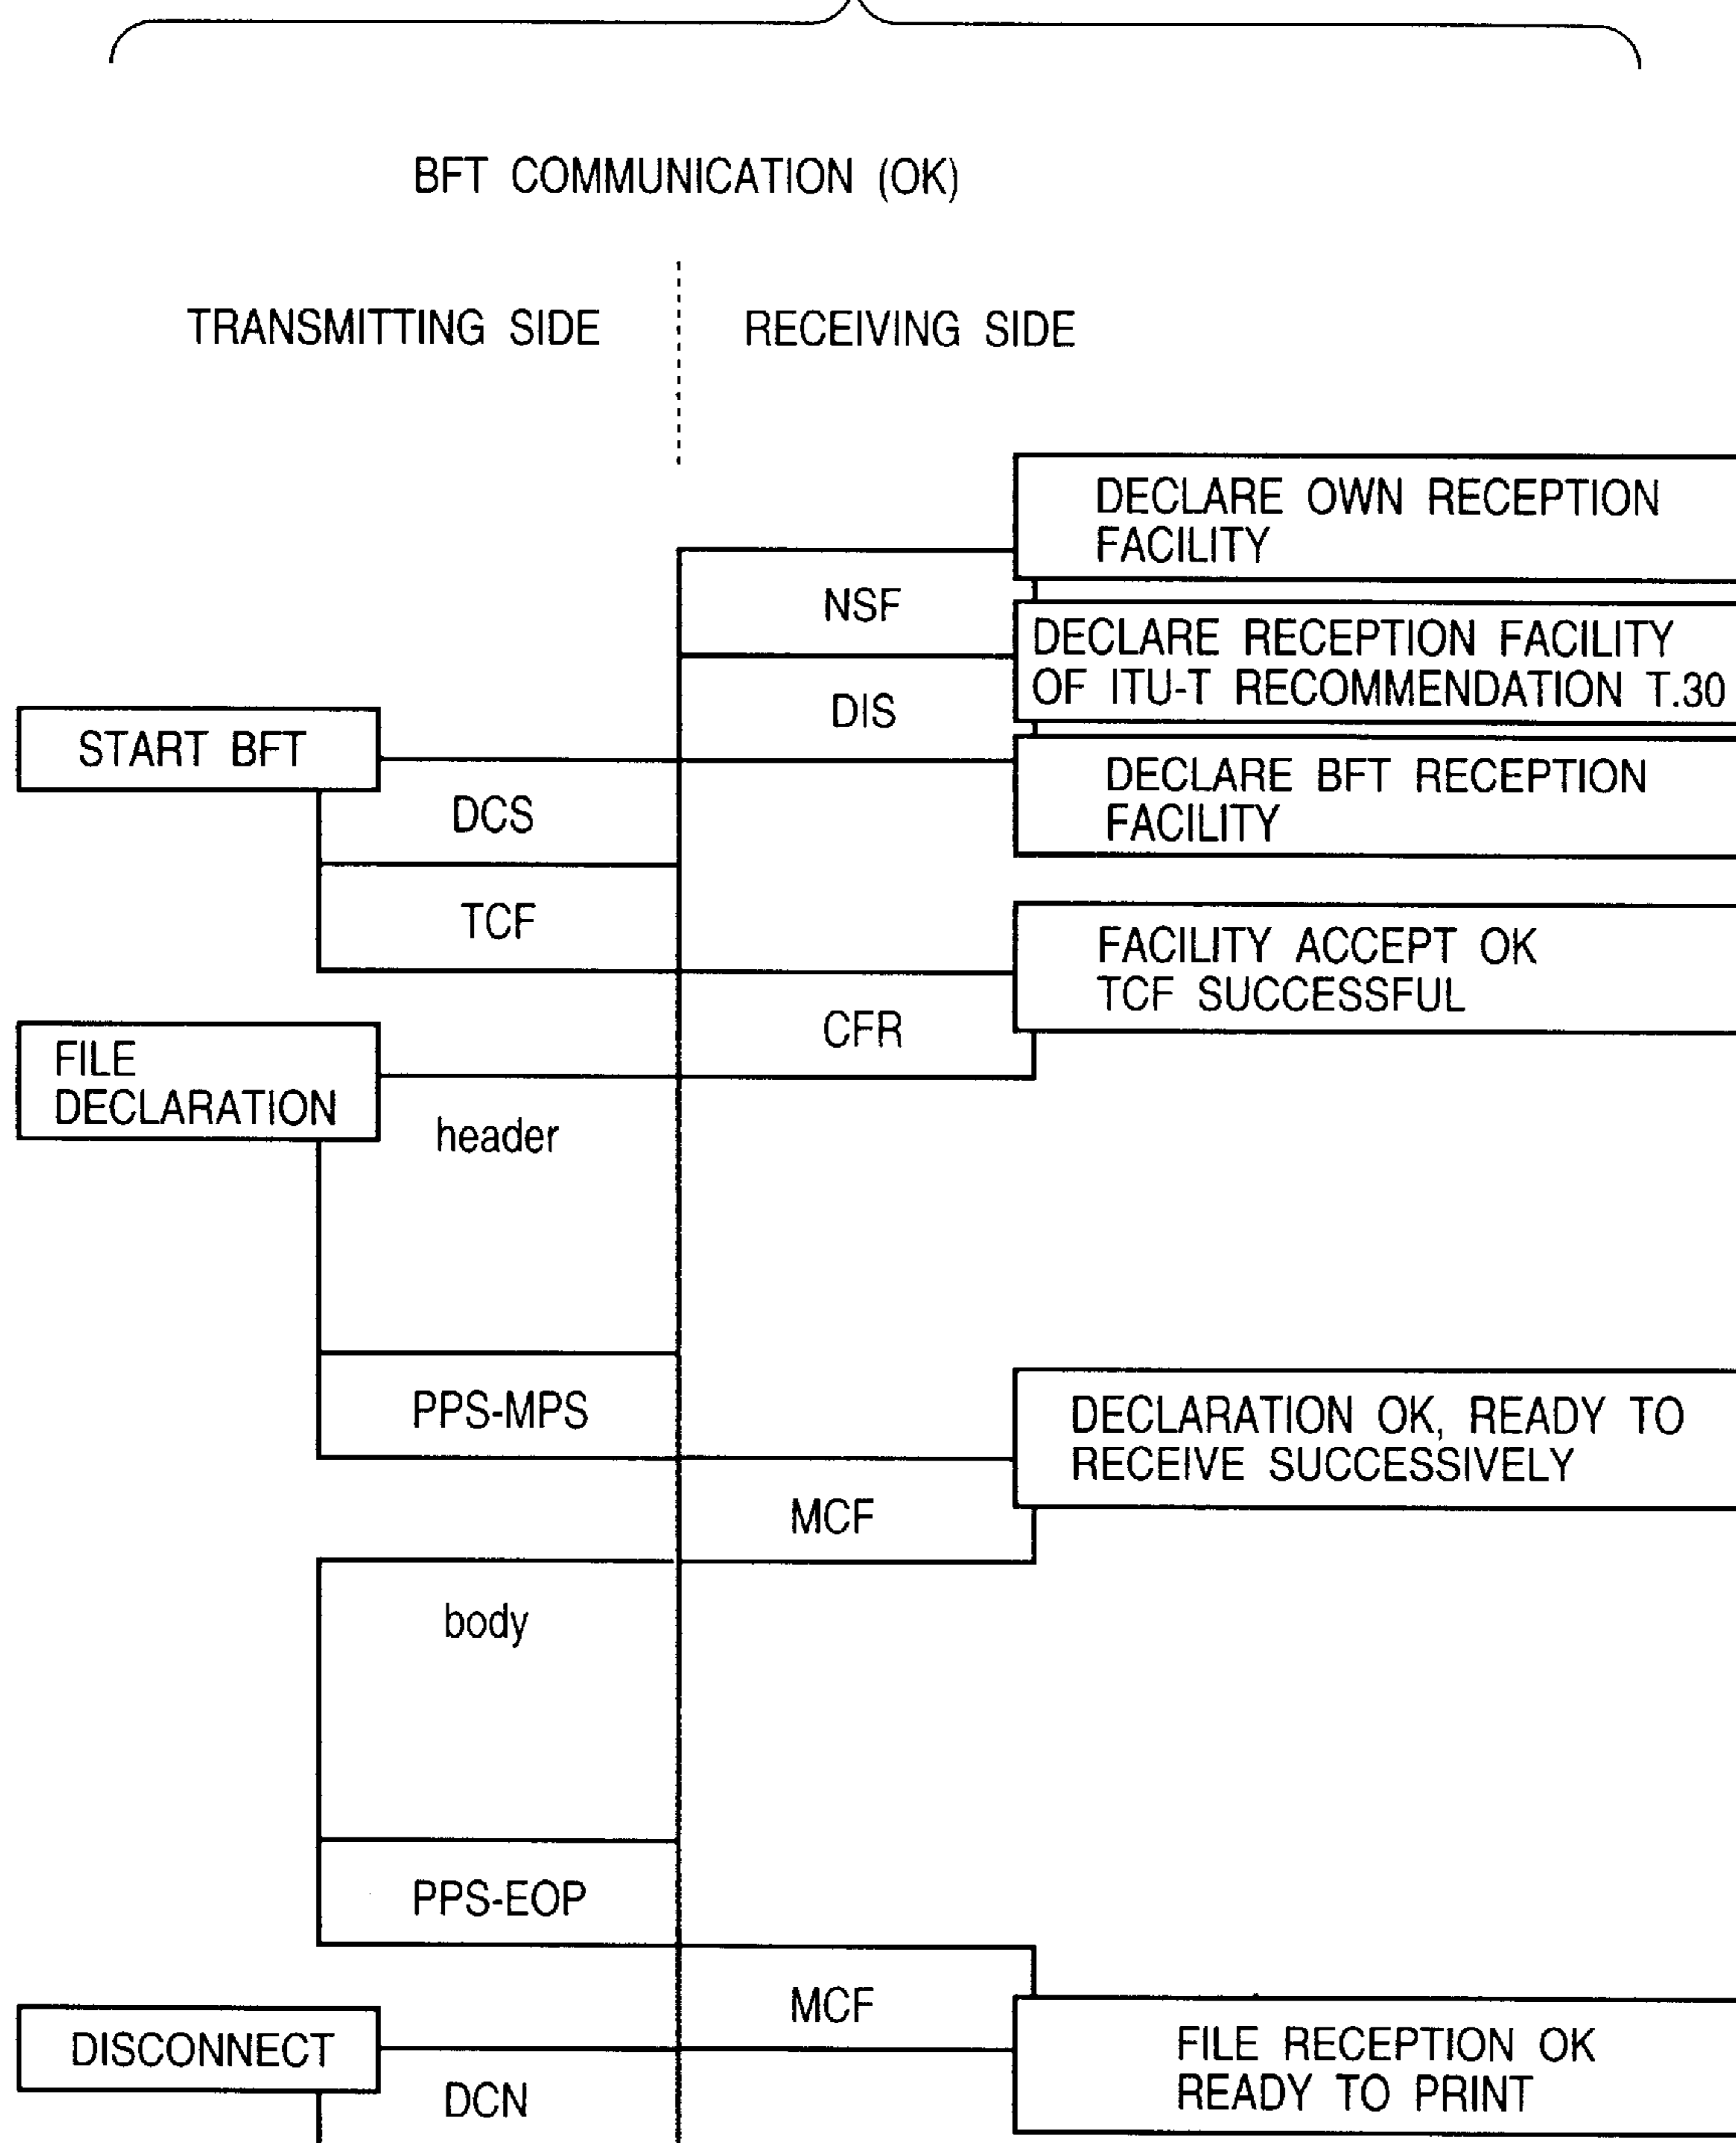 BFT COMMUNICATION (OK)
TRANSMITTING SIDE
RECEIVING SIDE
DECLARE OWN RECEPTION
FACILITY
NSF
DECLARE RECEPTION FACILITY
OF ITU-T RECOMMENDATION T.30
DIS
START BFT
DECLARE BFT RECEPTION
FACILITY
DCS
TCF
FACILITY ACCEPT OK
TCF SUCCESSFUL
CFR
FILE
DECLARATION
header
PPS-MPS
DECLARATION OK, READY TO
RECEIVE SUCCESSIVELY
MCF
body
PPS-EOP
MCF
DISCONNECT
FILE RECEPTION OK
READY TO PRINT
DCN